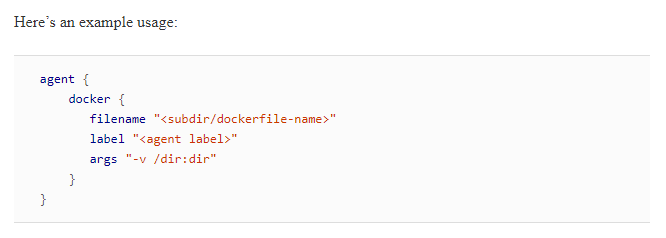 Here's an example usage:
agent {
docker {
filename "<subdir/dockerfile-name>"
label "<agent label>"
args "-v /dir:dir"
}
}